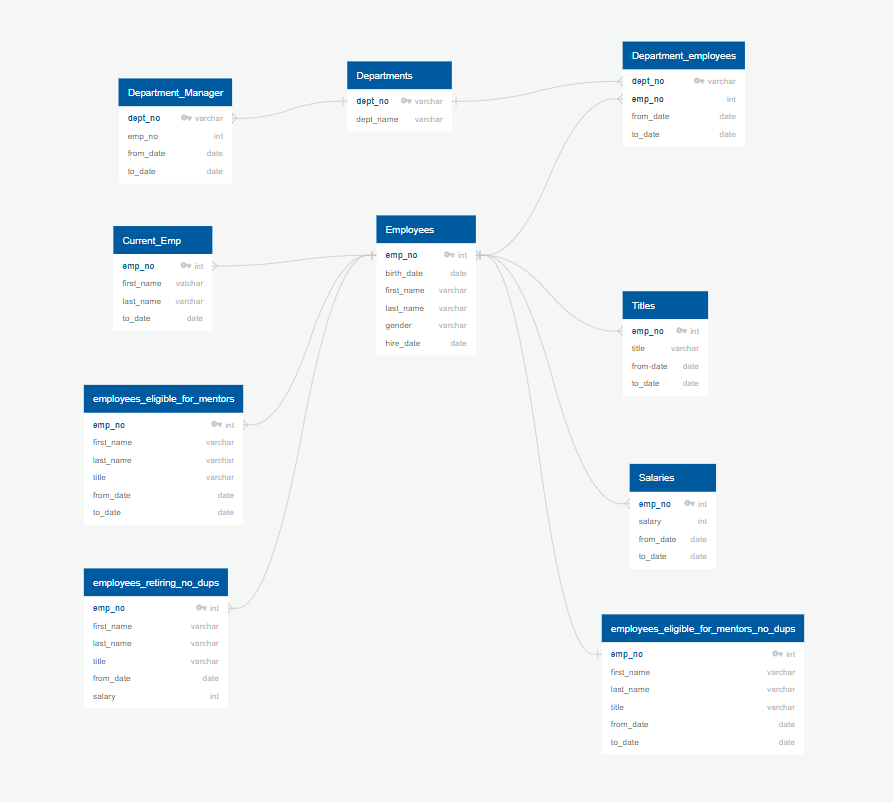 Department_Manager
dept_no varchar
emp_no int
from_date date
to_date date
Departments
dept_no varchar
dept_name varchar
Department_employees
dept_no varchar
emp_no int
from_date date
to_date date
Current_Emp
emp_no int
first_name vatchar
last_name varchar
to_date date
Employees
emp_no int
birth_date date
first_name varchar
last_name varchar
gender varchar
hire_date date
Titles
emp_no int
title varchar
from-date date
to_date date
employees_eligible_for_mentors
emp_no int
first_name varchar
last_name varchar
title varchar
from_date date
to_date date
Salaries
emp_no int
salary int
from_date date
to_date date
employees_retiring_no_dups
emp_no int
first_name varchar
last_name varchar
title varchar
from_date date
salary int
employees_eligible_for_mentors_no_dups
emp_no int
first_name varchar
last_name varchar
title varchar
from_date date
to_date date